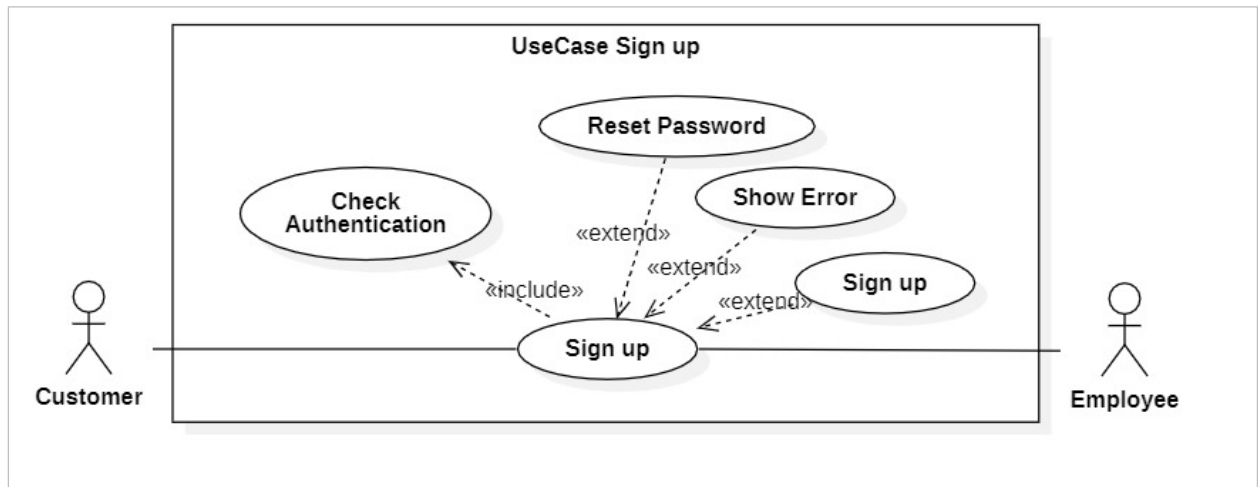 UseCase Sign up
Reset Password
Check
Authentication
Show Error
«extend»
«extend»
Sign up
«include»
«extend»
Sign up
Customer
Employee